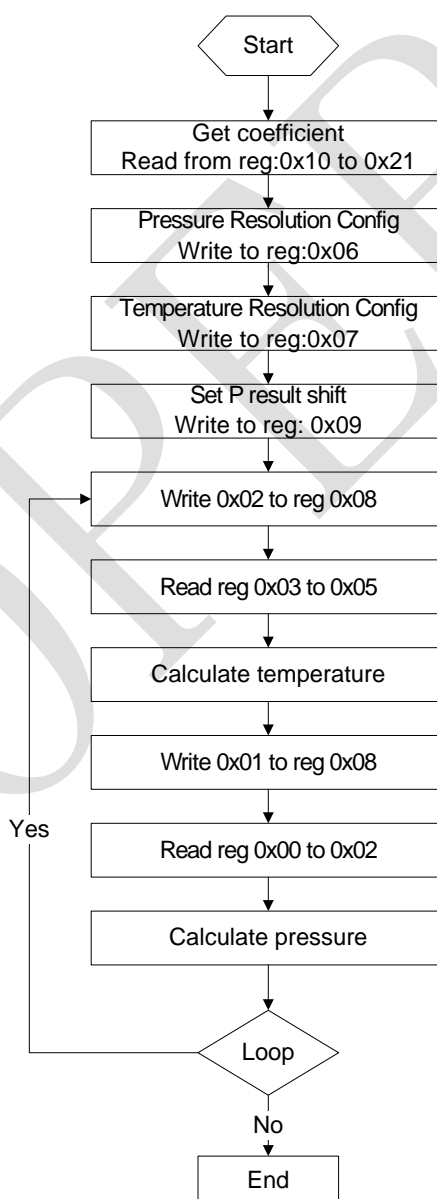 Start
Get coefficient
Read from reg:0x10 to 0x21
Pressure Resolution Config
Write to reg:0x06
Temperature Resolution Config
Write to reg:0x07
Set P result shift
Write to reg: 0x09
Write 0x02 to reg 0x08
Read reg 0x03 to 0x05
Calculate temperature
Write 0x01 to reg 0x08
Yes
Read reg 0x00 to 0x02
Calculate pressure
Loop
No
End